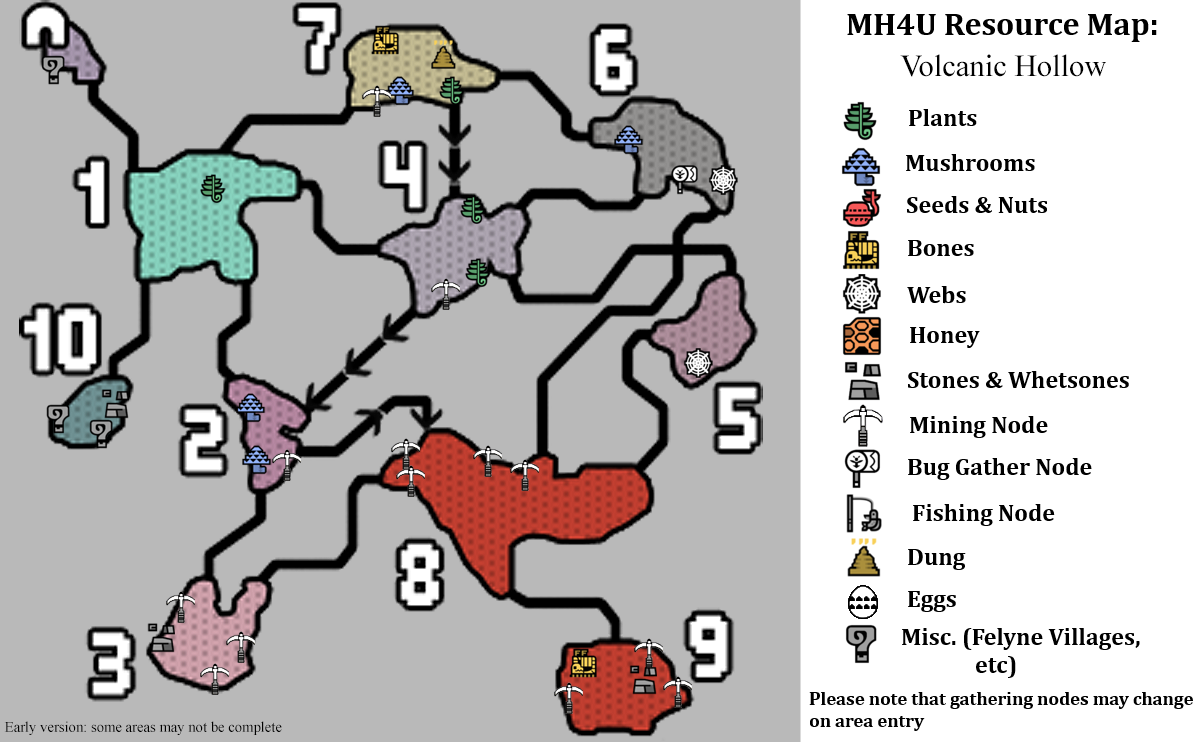 MH4U Resource Map:
Volcanic Hollow
7
6
1
4
10
2
5
8
3
9
Plants
Mushrooms
Seeds & Nuts
Bones
Webs
Honey
Stones & Whetsones
Mining Node
Bug Gather Node
Fishing Node
Dung
Eggs
Misc. (Felyne Villages,
etc)
Please note that gathering nodes may change
on area entry
Early version: some areas may not be complete